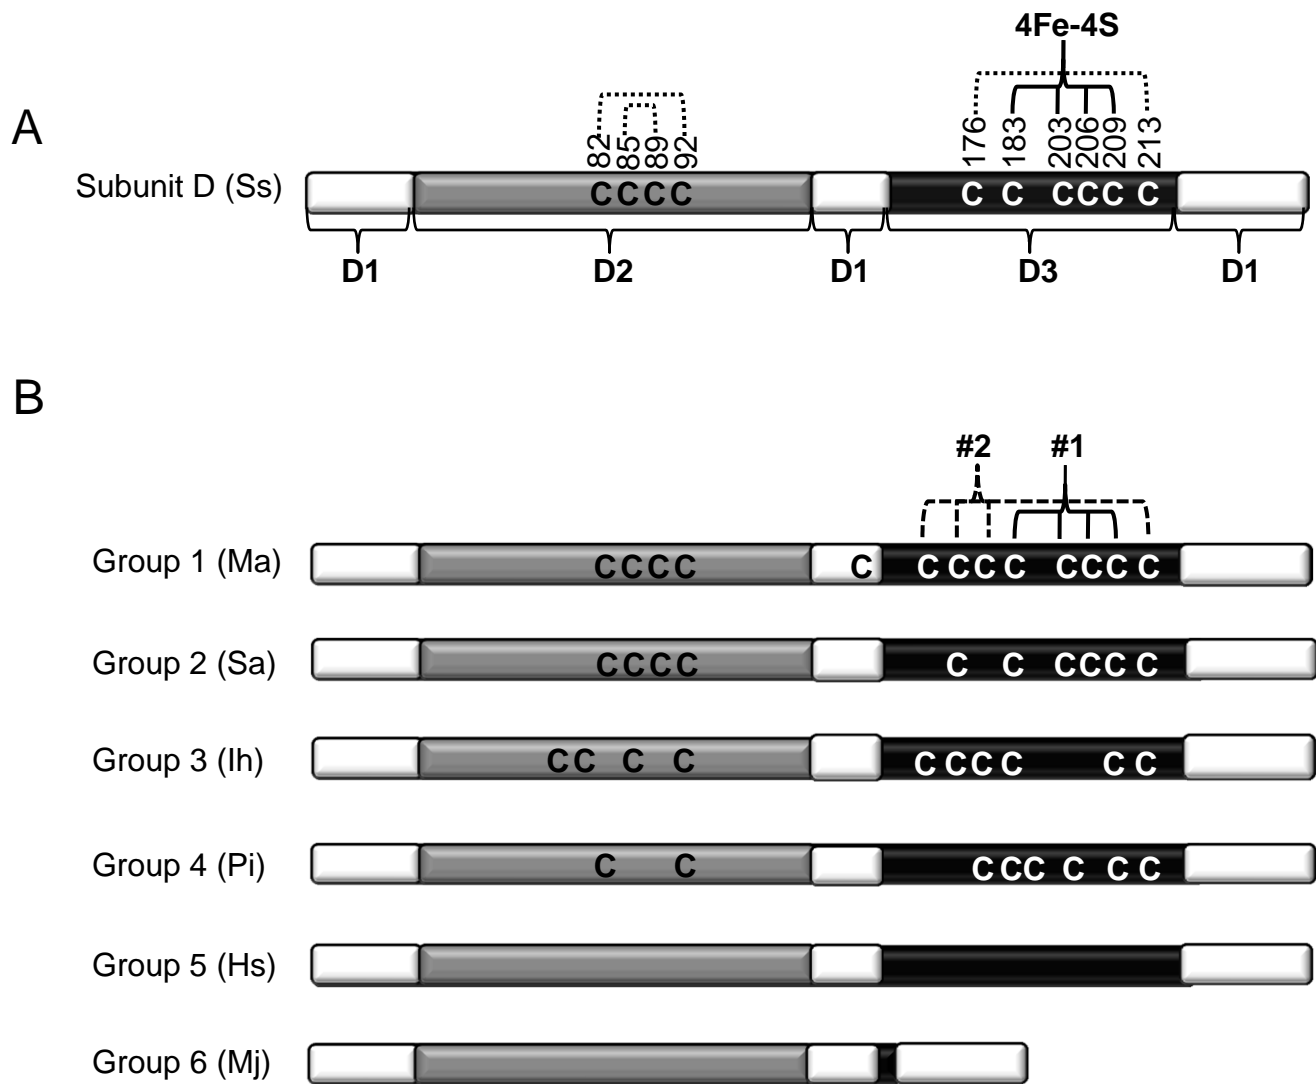 A
4Fe-4S
82 85 89 92 176 183 203 206 209 213
Subunit D (Ss) CCCC C C CCC C
D1 D2 D1 D3 D1
B
#2 #1
Group 1 (Ma) CCCC C CCCC CCC C
Group 2 (Sa) CCCC C C CCC C
Group 3 (Ih) CC C C CCCC C C
Group 4 (Pi) C C CCC C C C
Group 5 (Hs)
Group 6 (Mj)